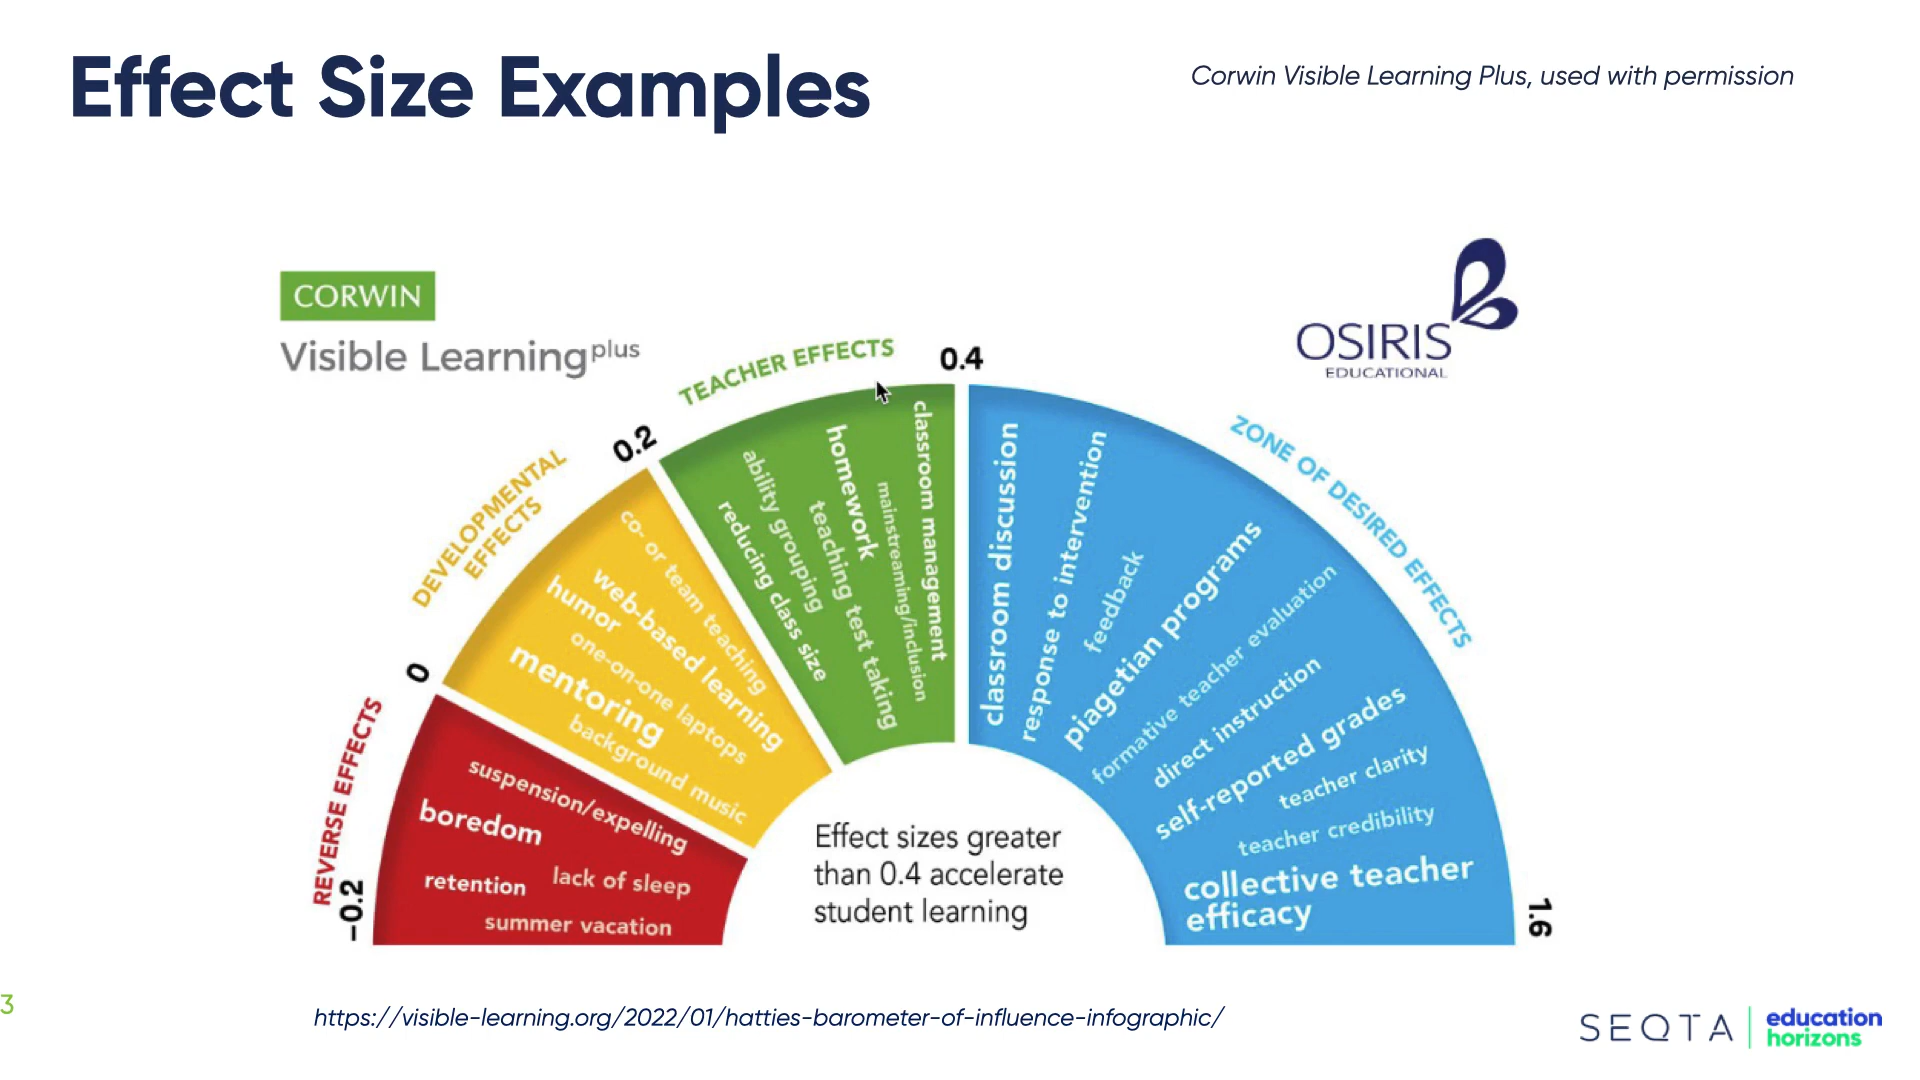 Effect Size Examples
Corwin Visible Learning Plus, used with permission
CORWIN
Visible Learning plus
OSIRIS
EDUCATIONAL
REVERSE EFFECTS
-0.2
suspension/expelling
boredom
lack of sleep
retention
summer vacation
0
DEVELOPMENTAL
EFFECTS
co- or team teaching
web-based learning
humor
one-on-one laptops
mentoring
background music
0.2
TEACHER EFFECTS
reducing class size
ability grouping
teaching test taking
homework
mainstreaming/inclusion
classroom management
0.4
ZONE OF DESIRED EFFECTS
classroom discussion
response to intervention
feedback
piagetian programs
formative teacher evaluation
direct instruction
self-reported grades
teacher clarity
teacher credibility
collective teacher
efficacy
1.6
Effect sizes greater
than 0.4 accelerate
student learning
3
https://visible-learning.org/2022/01/hatties-barometer-of-influence-infographic/
SEQTA
education
horizons